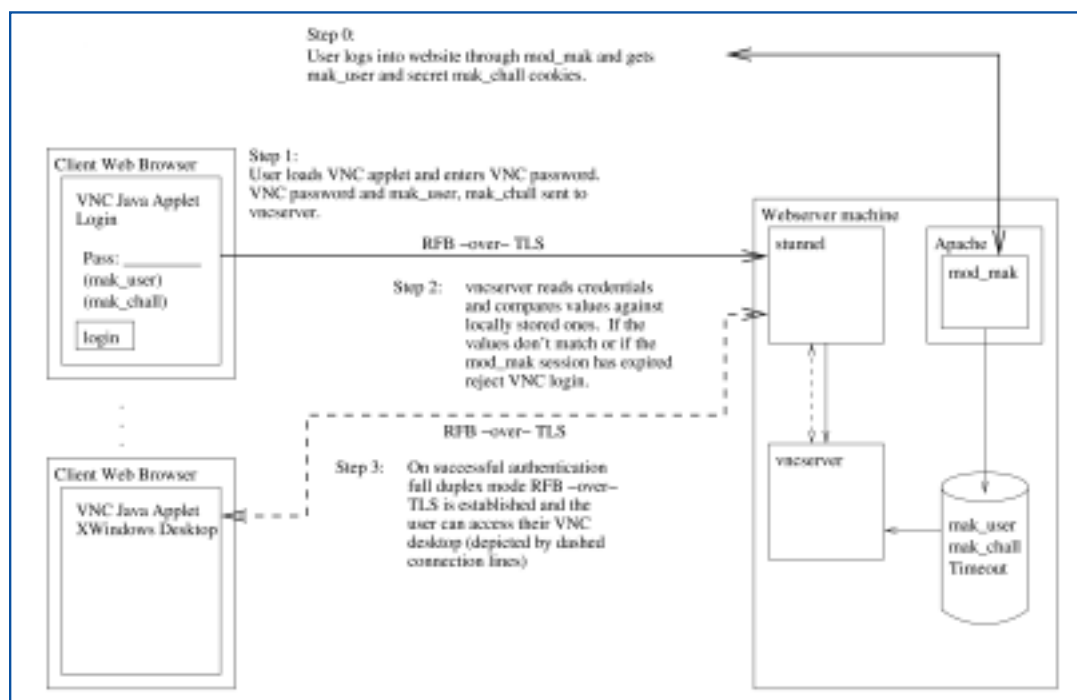 Step 0:
User logs into website through mod_mak and gets
mak_user and secret mak_chall cookies.
Client Web Browser
VNC Java Applet
Login
Pass: __________
(mak_user)
(mak_chall)
login
Step 1:
User loads VNC applet and enters VNC password.
VNC password and mak_user, mak_chall sent to
vncserver.
RFB –over– TLS
Step 2: vncserver reads credentials
and compares values against
locally stored ones. If the
values don't match or if the
mod_mak session has expired
reject VNC login.
Webserver machine
stunnel
Apache
mod_mak
RFB –over– TLS
. . .
Client Web Browser
VNC Java Applet
XWindows Desktop
Step 3: On successful authentication
full duplex mode RFB –over–
TLS is established and the
user can access their VNC
desktop (depicted by dashed
connection lines)
vncserver
mak_user
mak_chall
Timeout